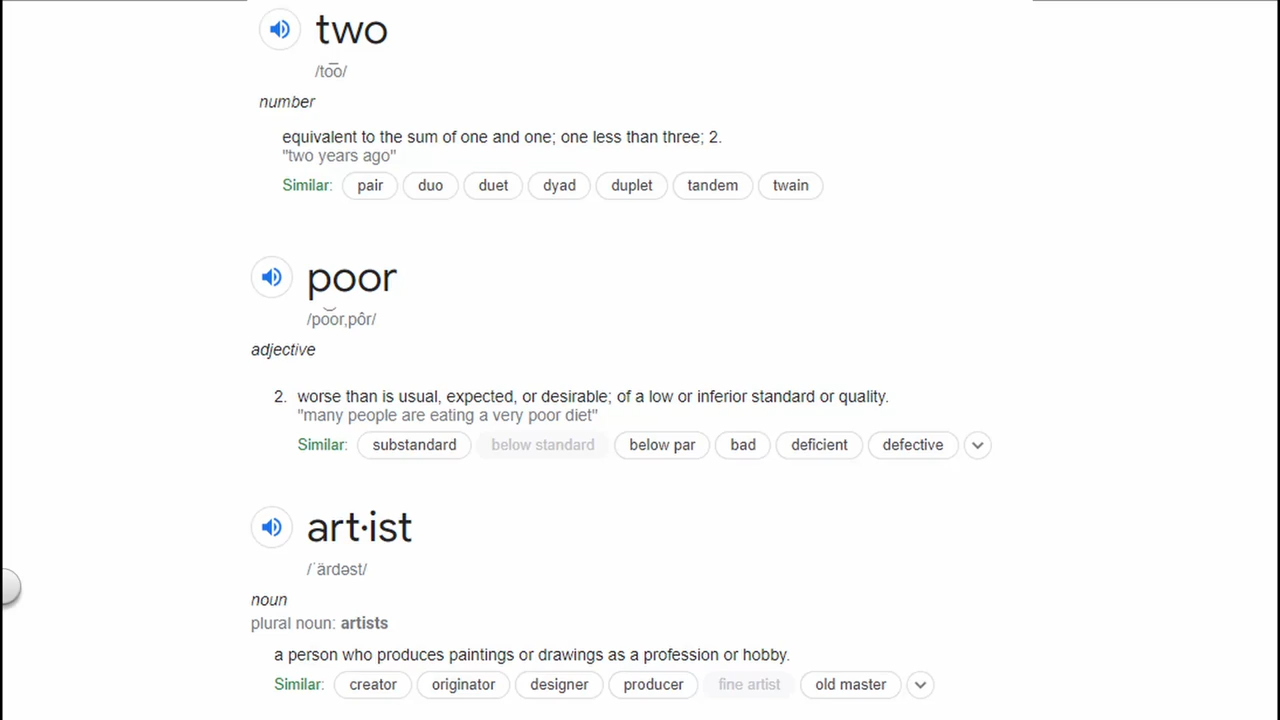 two
/to͞o/
number
equivalent to the sum of one and one; one less than three; 2.
"two years ago"
Similar: pair duo duet dyad duplet tandem twain
poor
/po͝or,pôr/
adjective
2. worse than is usual, expected, or desirable; of a low or inferior standard or quality.
"many people are eating a very poor diet"
Similar: substandard below standard below par bad deficient defective
art·ist
/ˈärdəst/
noun
plural noun: artists
a person who produces paintings or drawings as a profession or hobby.
Similar: creator originator designer producer fine artist old master